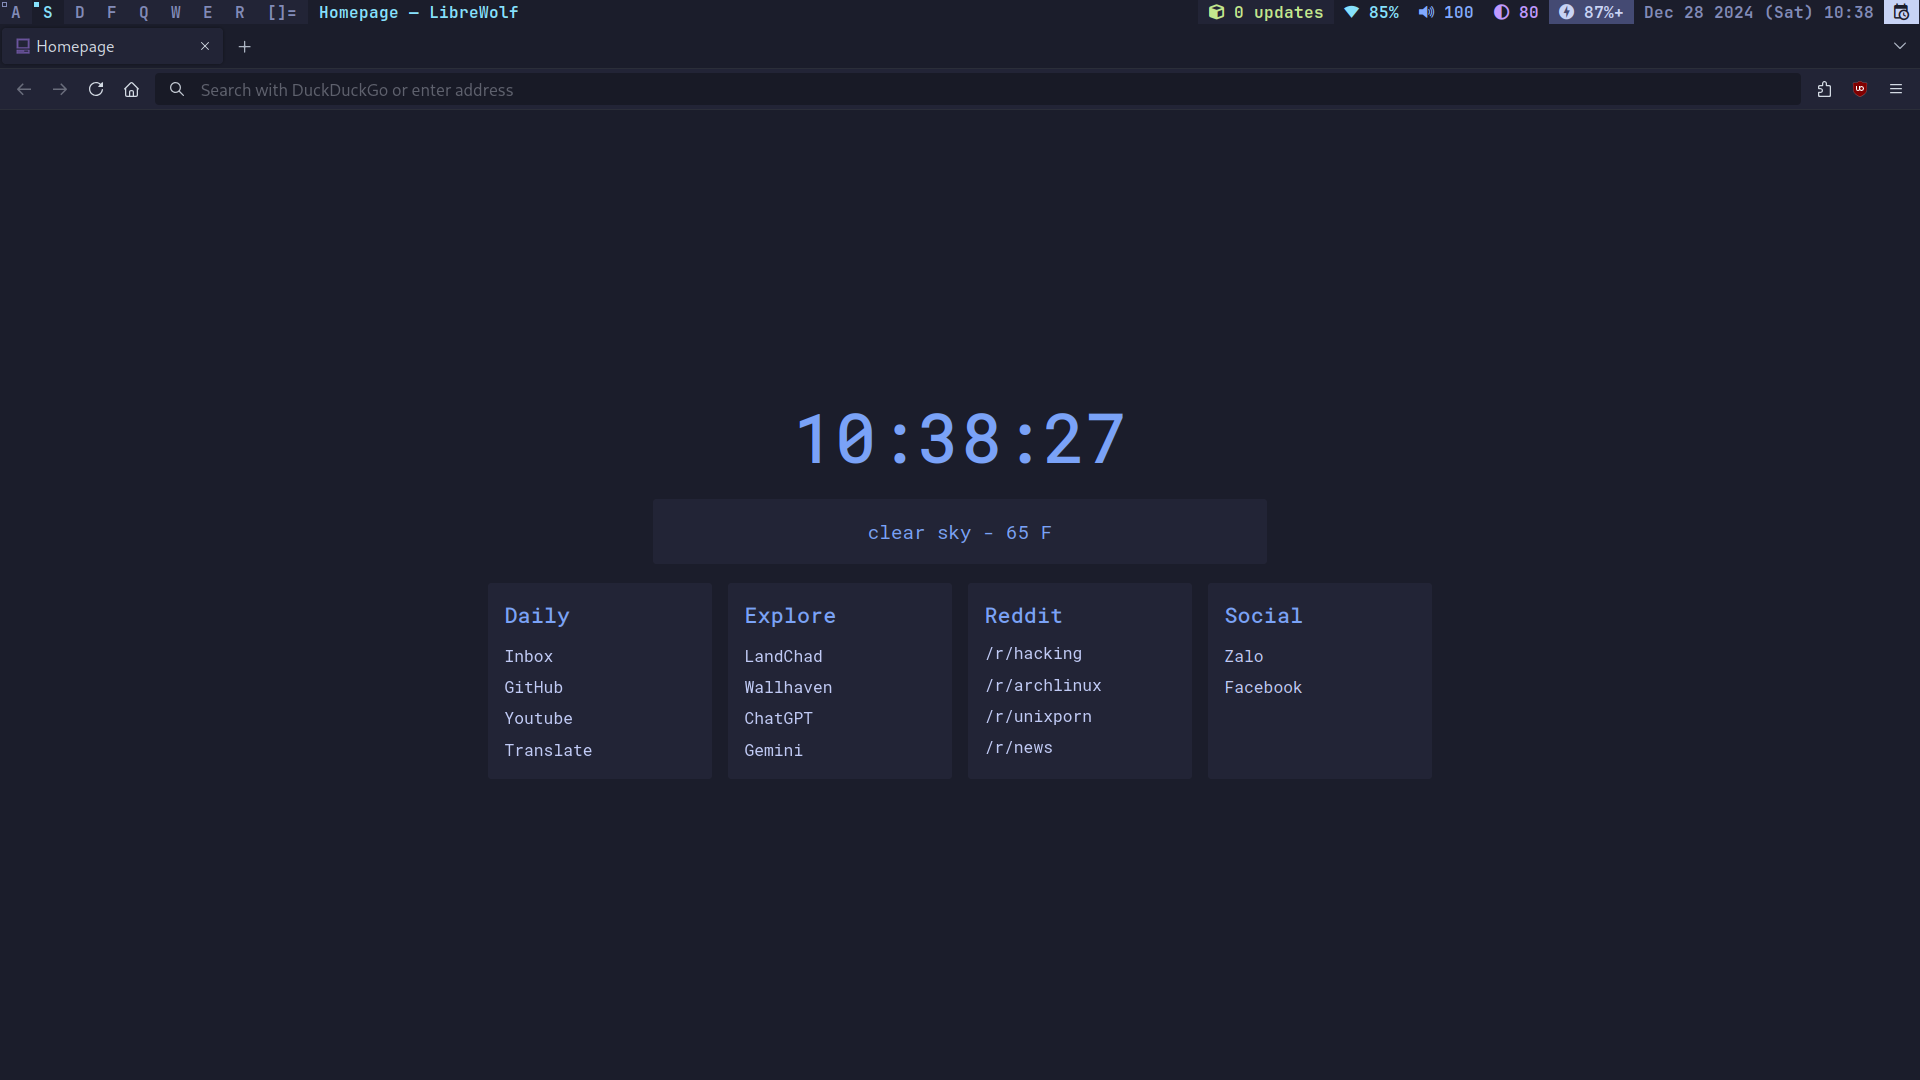 A S D F Q W E R []= Homepage — LibreWolf 0 updates 85% 100 80 87%+ Dec 28 2024 (Sat) 10:38
Homepage
Search with DuckDuckGo or enter address
10:38:27
clear sky - 65 F
Daily
Inbox
GitHub
Youtube
Translate
Explore
LandChad
Wallhaven
ChatGPT
Gemini
Reddit
/r/hacking
/r/archlinux
/r/unixporn
/r/news
Social
Zalo
Facebook